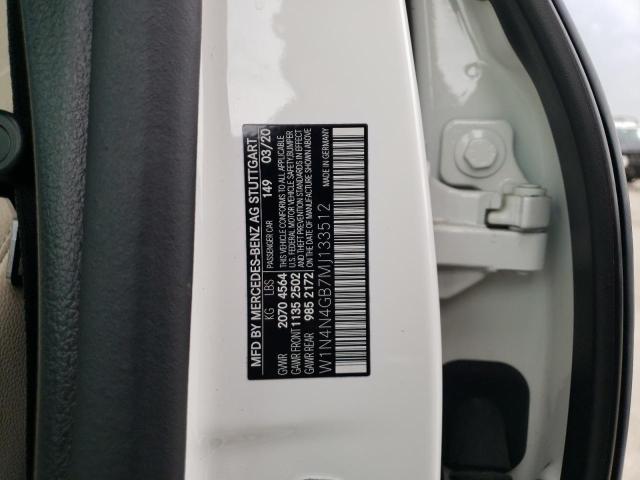 MFD BY MERCEDES-BENZ AG STUTTGART
PASSENGER CAR 149 03/20
KG LBS THIS VEHICLE CONFORMS TO ALL APPLICABLE
GVWR 2070 4564 U.S. FEDERAL MOTOR VEHICLE SAFETY,BUMPER
GAWR FRONT 1135 2502 AND THEFT PREVENTION STANDARDS IN EFFECT
GAWR REAR 985 2172 ON THE DATE OF MANUFACTURE SHOWN ABOVE
W1N4N4GB7MJ133512 MADE IN GERMANY